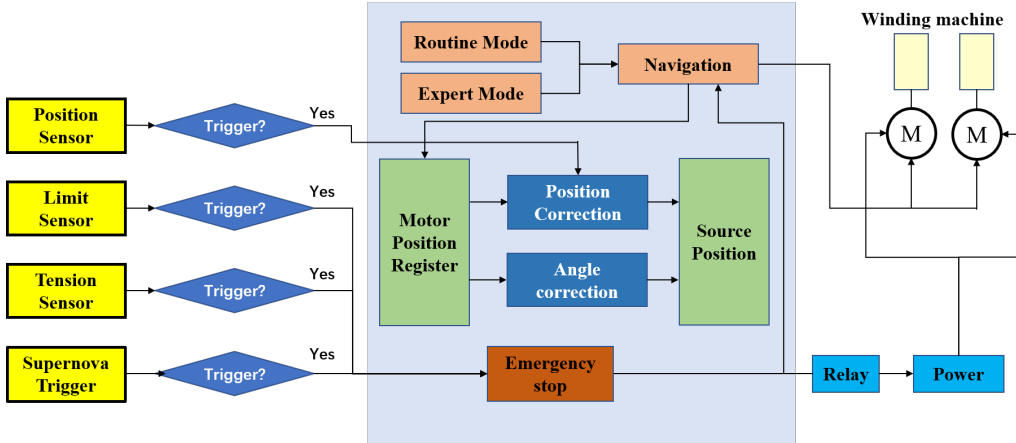 Winding machine
Routine Mode
Expert Mode
Navigation
Position
Sensor
Trigger?
Yes
M
M
Limit
Sensor
Trigger?
Yes
Motor
Position
Register
Position
Correction
Source
Position
Tension
Sensor
Trigger?
Yes
Angle
correction
Supernova
Trigger
Trigger?
Yes
Emergency
stop
Relay
Power